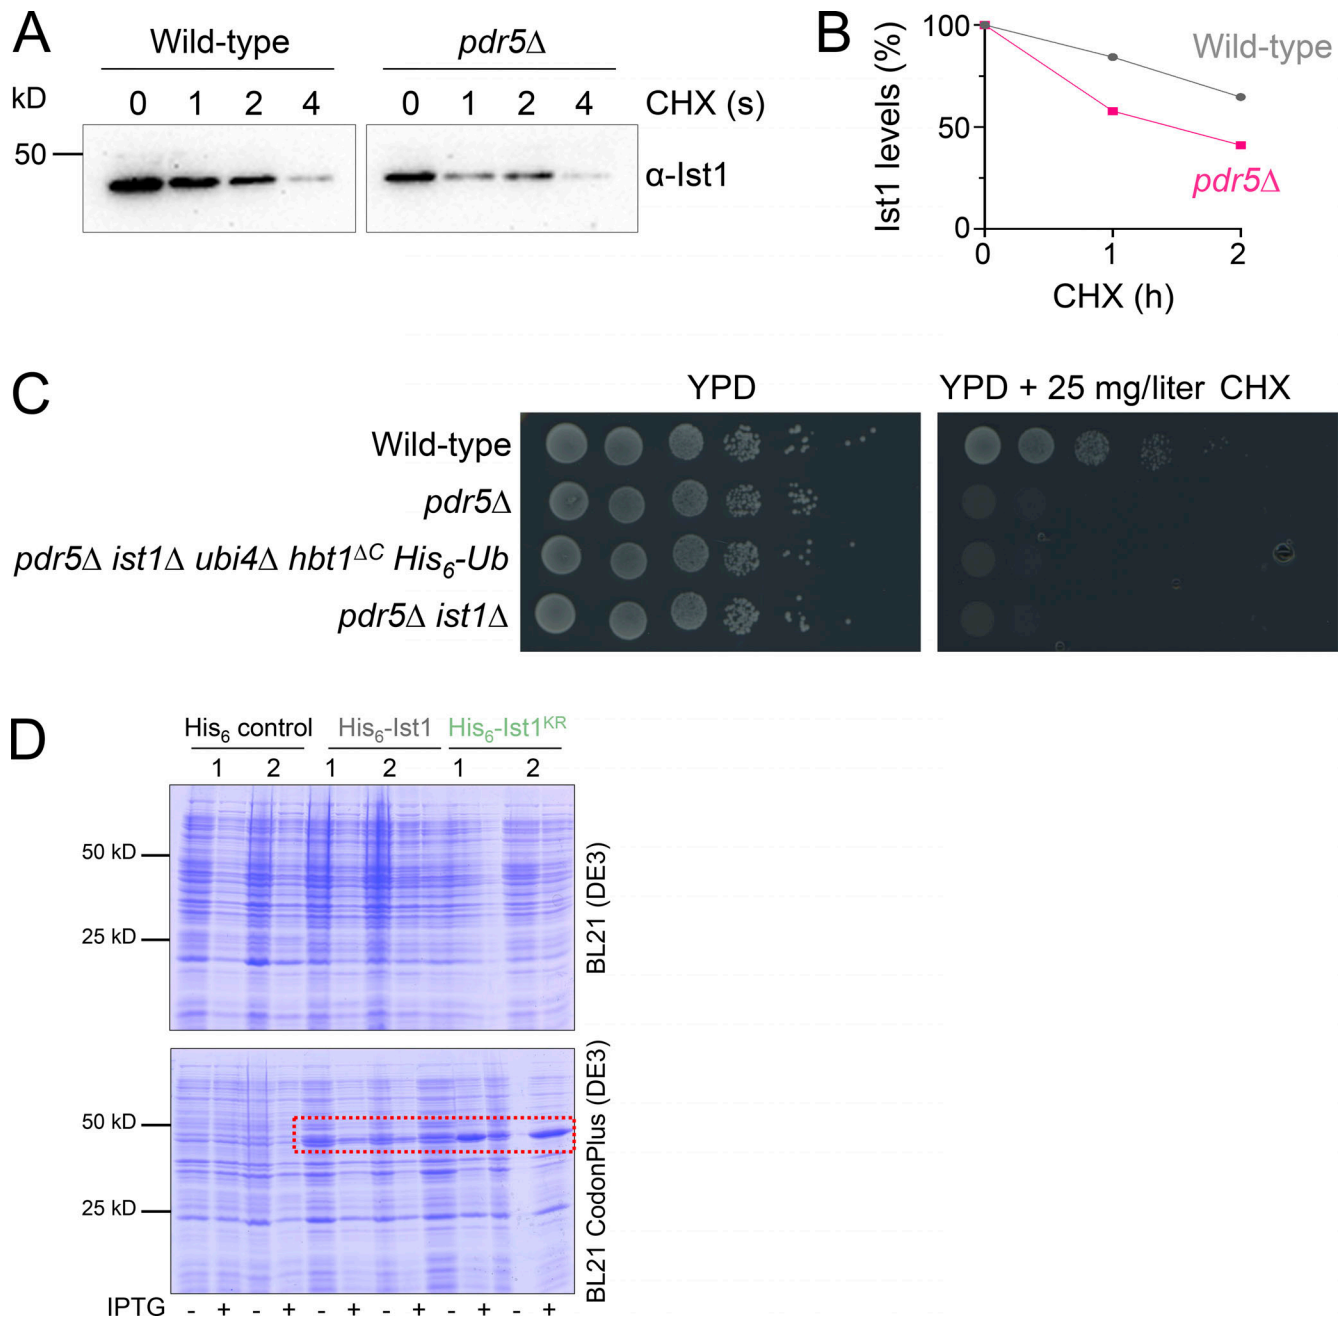 A
Wild-type pdr5Δ
kD 0 1 2 4 0 1 2 4 CHX (s)
50
α-Ist1
B
Ist1 levels (%)
100
50
0
Wild-type
pdr5Δ
0 1 2
CHX (h)
C
YPD YPD + 25 mg/liter CHX
Wild-type
pdr5Δ
pdr5Δ ist1Δ ubi4Δ hbt1ΔC His6-Ub
pdr5Δ ist1Δ
D
His6 control His6-Ist1 His6-Ist1KR
1 2 1 2 1 2
50 kD
25 kD
BL21 (DE3)
50 kD
25 kD
BL21 CodonPlus (DE3)
IPTG - + - + - + - + - + - +